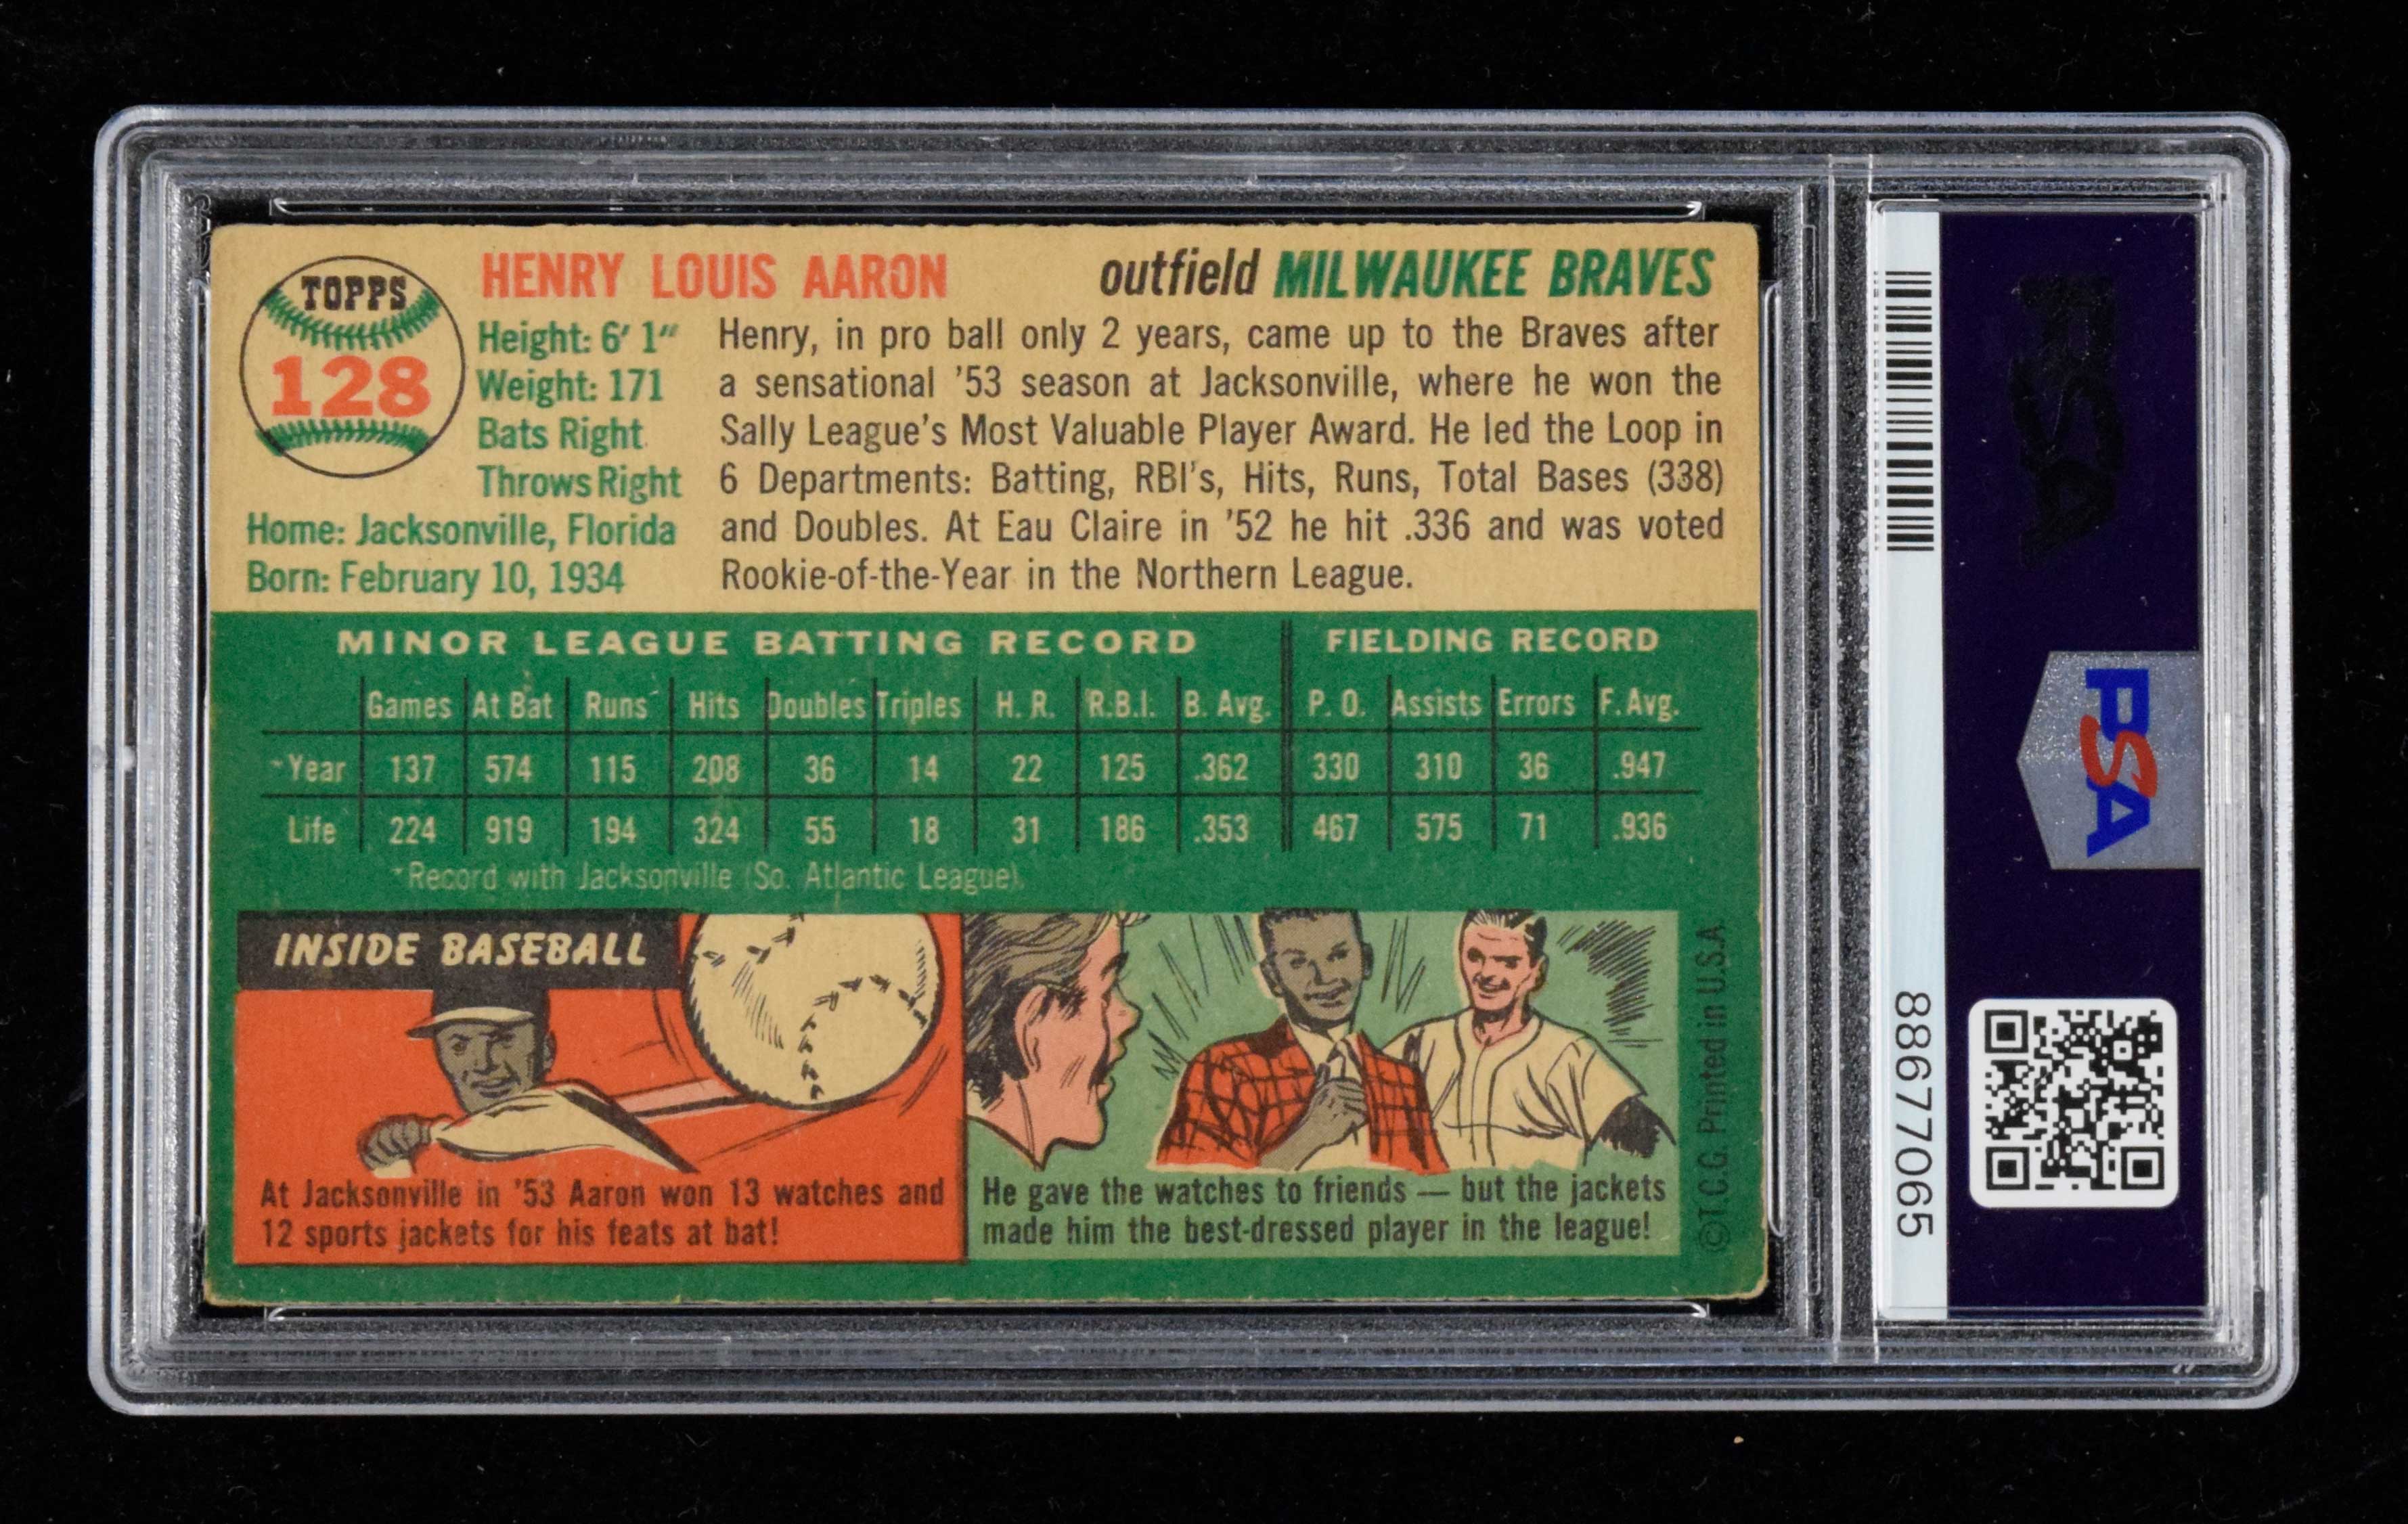 TOPPS
128
HENRY LOUIS AARON
outfield MILWAUKEE BRAVES
Height: 6' 1"
Weight: 171
Bats Right
Throws Right
Home: Jacksonville, Florida
Born: February 10, 1934
Henry, in pro ball only 2 years, came up to the Braves after
a sensational '53 season at Jacksonville, where he won the
Sally League's Most Valuable Player Award. He led the Loop in
6 Departments: Batting, RBI's, Hits, Runs, Total Bases (338)
and Doubles. At Eau Claire in '52 he hit .336 and was voted
Rookie-of-the-Year in the Northern League.
MINOR LEAGUE BATTING RECORD FIELDING RECORD
Games At Bat Runs Hits Doubles Triples H. R. R.B.I. B. Avg. P. O. Assists Errors F. Avg.
*Year 137 574 115 208 36 14 22 125 .362 330 310 36 .947
Life 224 919 194 324 55 18 31 186 .353 467 575 71 .936
*Record with Jacksonville (So. Atlantic League).
INSIDE BASEBALL
At Jacksonville in '53 Aaron won 13 watches and
12 sports jackets for his feats at bat!
He gave the watches to friends — but the jackets
made him the best-dressed player in the league!
©T.C.G. Printed in U.S.A.
88677065
PSA
PSA